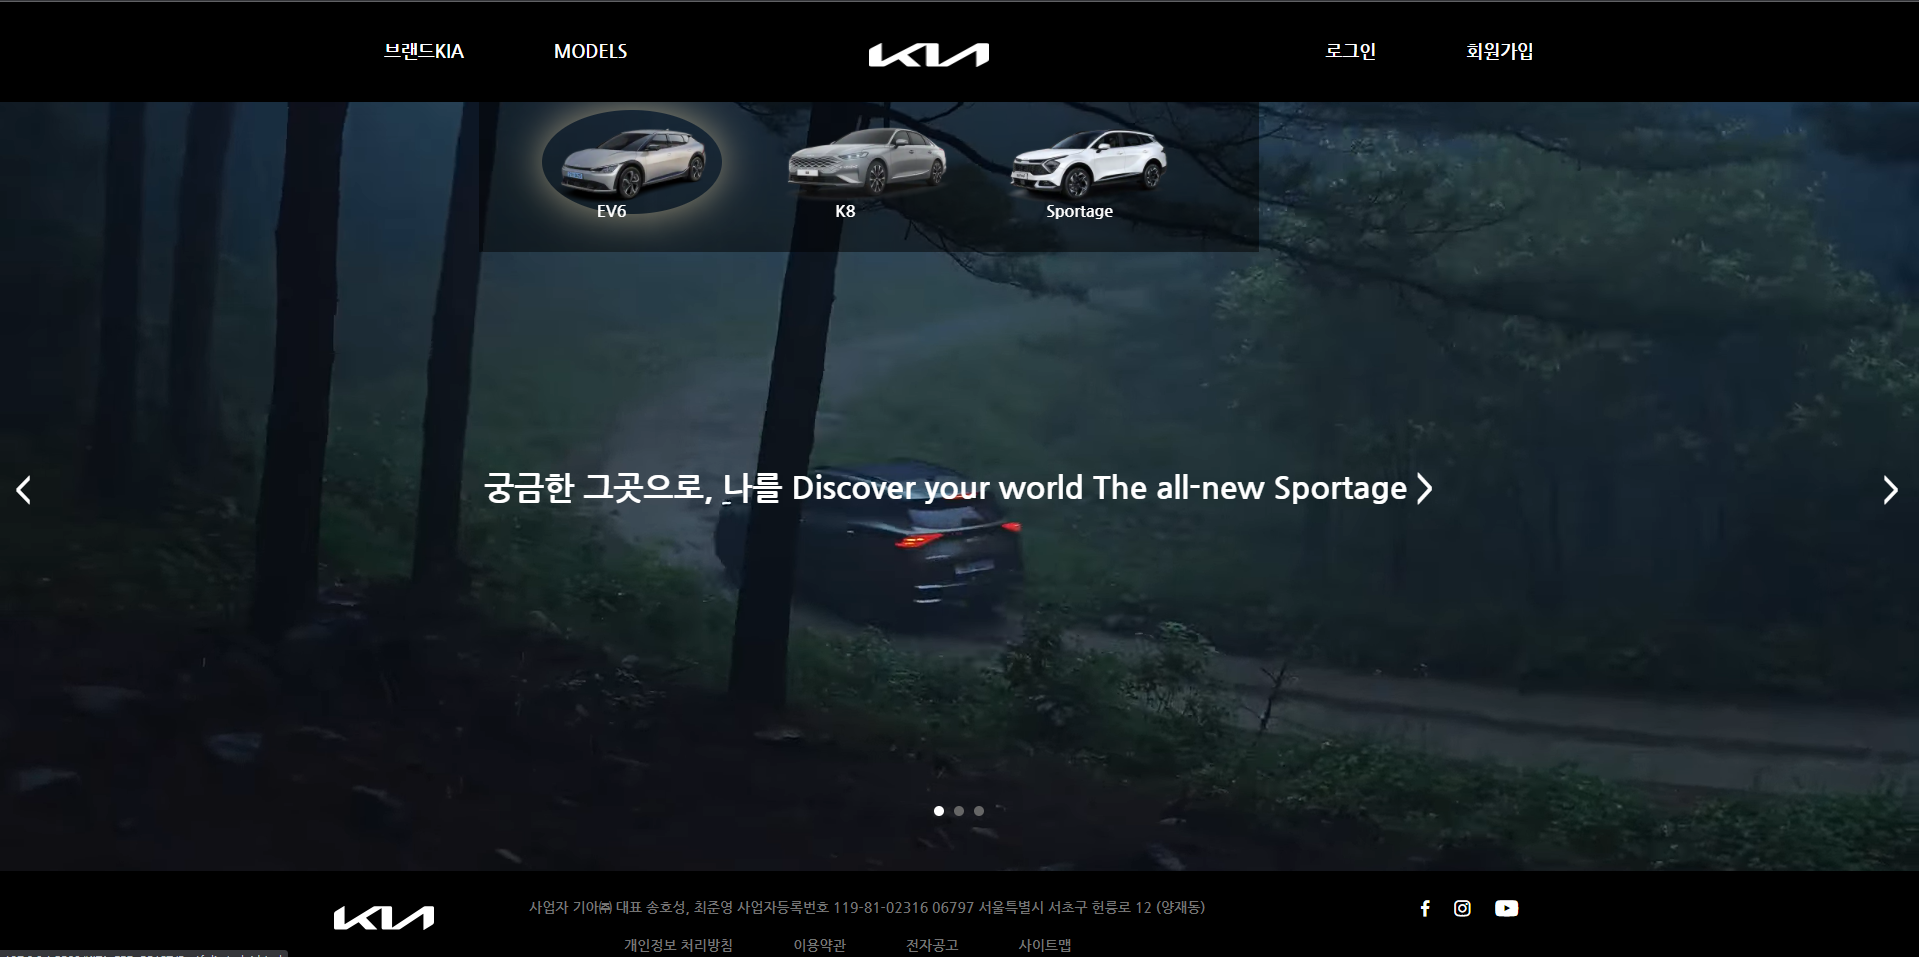 브랜드KIA
MODELS
KIA
로그인
회원가입
EV6
K8
Sportage
궁금한 그곳으로, 나를 Discover your world The all-new Sportage
KIA
사업자 기아㈜ 대표 송호성, 최준영 사업자등록번호 119-81-02316 06797 서울특별시 서초구 헌릉로 12 (양재동)
개인정보 처리방침
이용약관
전자공고
사이트맵